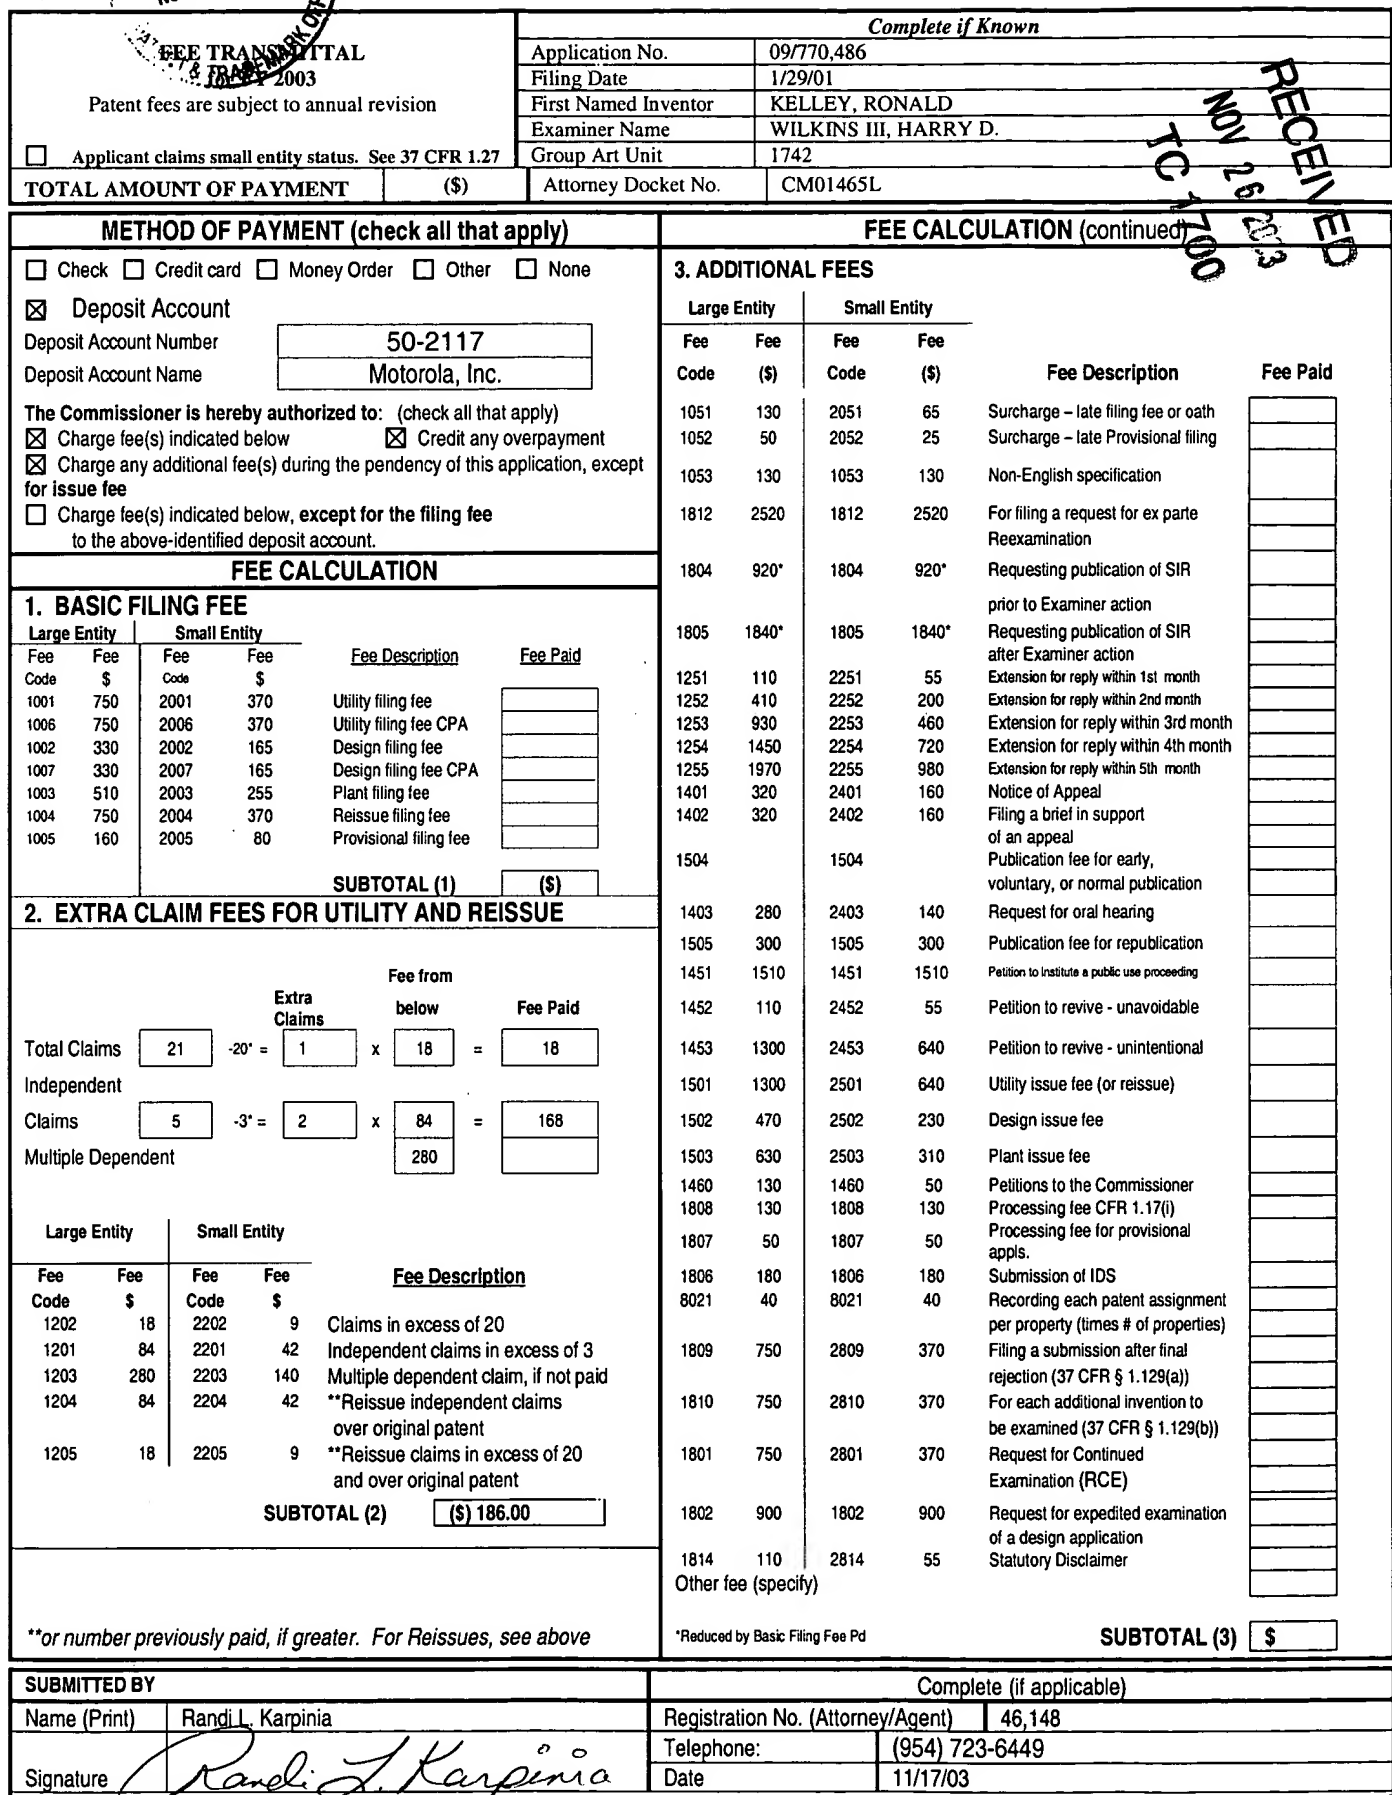 Complete if Known
FEE TRANSMITTAL
for FY 2003
Patent fees are subject to annual revision
☐ Applicant claims small entity status. See 37 CFR 1.27
& TRADEMARK OF
Application No. 09/770,486
Filing Date 1/29/01
First Named Inventor KELLEY, RONALD
Examiner Name WILKINS III, HARRY D.
Group Art Unit 1742
TOTAL AMOUNT OF PAYMENT ($)
Attorney Docket No. CM01465L
RECEIVED
NOV 26 2003
TC 1700
METHOD OF PAYMENT (check all that apply)
☐ Check ☐ Credit card ☐ Money Order ☐ Other ☐ None
☒ Deposit Account
Deposit Account Number 50-2117
Deposit Account Name Motorola, Inc.
The Commissioner is hereby authorized to: (check all that apply)
☒ Charge fee(s) indicated below ☒ Credit any overpayment
☒ Charge any additional fee(s) during the pendency of this application, except
for issue fee
☐ Charge fee(s) indicated below, except for the filing fee
to the above-identified deposit account.
FEE CALCULATION
1. BASIC FILING FEE
Large Entity Small Entity
Fee Fee Fee Fee Fee Description Fee Paid
Code $ Code $
1001 750 2001 370 Utility filing fee
1006 750 2006 370 Utility filing fee CPA
1002 330 2002 165 Design filing fee
1007 330 2007 165 Design filing fee CPA
1003 510 2003 255 Plant filing fee
1004 750 2004 370 Reissue filing fee
1005 160 2005 80 Provisional filing fee
SUBTOTAL (1) ($)
2. EXTRA CLAIM FEES FOR UTILITY AND REISSUE
Fee from
Extra below Fee Paid
Claims
Total Claims 21 -20* = 1 x 18 = 18
Independent
Claims 5 -3* = 2 x 84 = 168
Multiple Dependent 280
Large Entity Small Entity
Fee Fee Fee Fee Fee Description
Code $ Code $
1202 18 2202 9 Claims in excess of 20
1201 84 2201 42 Independent claims in excess of 3
1203 280 2203 140 Multiple dependent claim, if not paid
1204 84 2204 42 **Reissue independent claims
over original patent
1205 18 2205 9 **Reissue claims in excess of 20
and over original patent
SUBTOTAL (2) ($) 186.00
**or number previously paid, if greater. For Reissues, see above
FEE CALCULATION (continued)
3. ADDITIONAL FEES
Large Entity Small Entity
Fee Fee Fee Fee
Code ($) Code ($) Fee Description Fee Paid
1051 130 2051 65 Surcharge – late filing fee or oath
1052 50 2052 25 Surcharge – late Provisional filing
1053 130 1053 130 Non-English specification
1812 2520 1812 2520 For filing a request for ex parte
Reexamination
1804 920* 1804 920* Requesting publication of SIR
prior to Examiner action
1805 1840* 1805 1840* Requesting publication of SIR
after Examiner action
1251 110 2251 55 Extension for reply within 1st month
1252 410 2252 200 Extension for reply within 2nd month
1253 930 2253 460 Extension for reply within 3rd month
1254 1450 2254 720 Extension for reply within 4th month
1255 1970 2255 980 Extension for reply within 5th month
1401 320 2401 160 Notice of Appeal
1402 320 2402 160 Filing a brief in support
of an appeal
1504 1504 Publication fee for early,
voluntary, or normal publication
1403 280 2403 140 Request for oral hearing
1505 300 1505 300 Publication fee for republication
1451 1510 1451 1510 Petition to Institute a public use proceeding
1452 110 2452 55 Petition to revive - unavoidable
1453 1300 2453 640 Petition to revive - unintentional
1501 1300 2501 640 Utility issue fee (or reissue)
1502 470 2502 230 Design issue fee
1503 630 2503 310 Plant issue fee
1460 130 1460 50 Petitions to the Commissioner
1808 130 1808 130 Processing fee CFR 1.17(i)
1807 50 1807 50 Processing fee for provisional
appls.
1806 180 1806 180 Submission of IDS
8021 40 8021 40 Recording each patent assignment
per property (times # of properties)
1809 750 2809 370 Filing a submission after final
rejection (37 CFR § 1.129(a))
1810 750 2810 370 For each additional invention to
be examined (37 CFR § 1.129(b))
1801 750 2801 370 Request for Continued
Examination (RCE)
1802 900 1802 900 Request for expedited examination
of a design application
1814 110 2814 55 Statutory Disclaimer
Other fee (specify)
*Reduced by Basic Filing Fee Pd SUBTOTAL (3) $
SUBMITTED BY
Complete (if applicable)
Name (Print) Randi L. Karpinia
Registration No. (Attorney/Agent) 46,148
Telephone: (954) 723-6449
Signature Randi L. Karpinia
Date 11/17/03